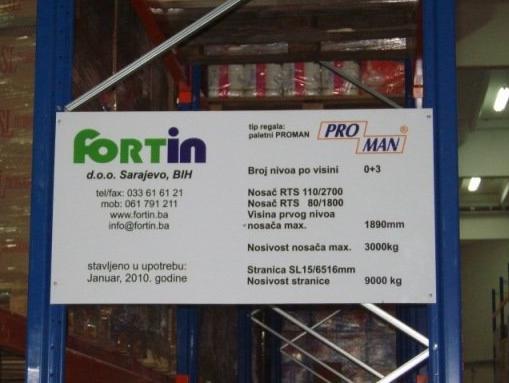 FORTIN
d.o.o. Sarajevo, BIH
tel/fax: 033 61 61 21
mob: 061 791 211
www.fortin.ba
info@fortin.ba
stavljeno u upotrebu:
Januar, 2010. godine
tip regala:
paletni PROMAN
PRO
MAN ®
Broj nivoa po visini 0+3
Nosač RTS 110/2700
Nosač RTS 80/1800
Visina prvog nivoa
nosača max. 1890mm
Nosivost nosača max. 3000kg
Stranica SL15/6516mm
Nosivost stranice 9000 kg